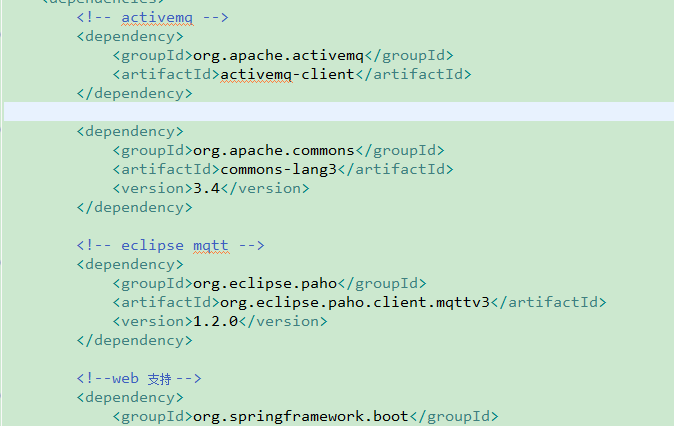 <dependencies>
<!-- activemq -->
<dependency>
<groupId>org.apache.activemq</groupId>
<artifactId>activemq-client</artifactId>
</dependency>
<dependency>
<groupId>org.apache.commons</groupId>
<artifactId>commons-lang3</artifactId>
<version>3.4</version>
</dependency>
<!-- eclipse mqtt -->
<dependency>
<groupId>org.eclipse.paho</groupId>
<artifactId>org.eclipse.paho.client.mqttv3</artifactId>
<version>1.2.0</version>
</dependency>
<!--web 支持 -->
<dependency>
<groupId>org.springframework.boot</groupId>